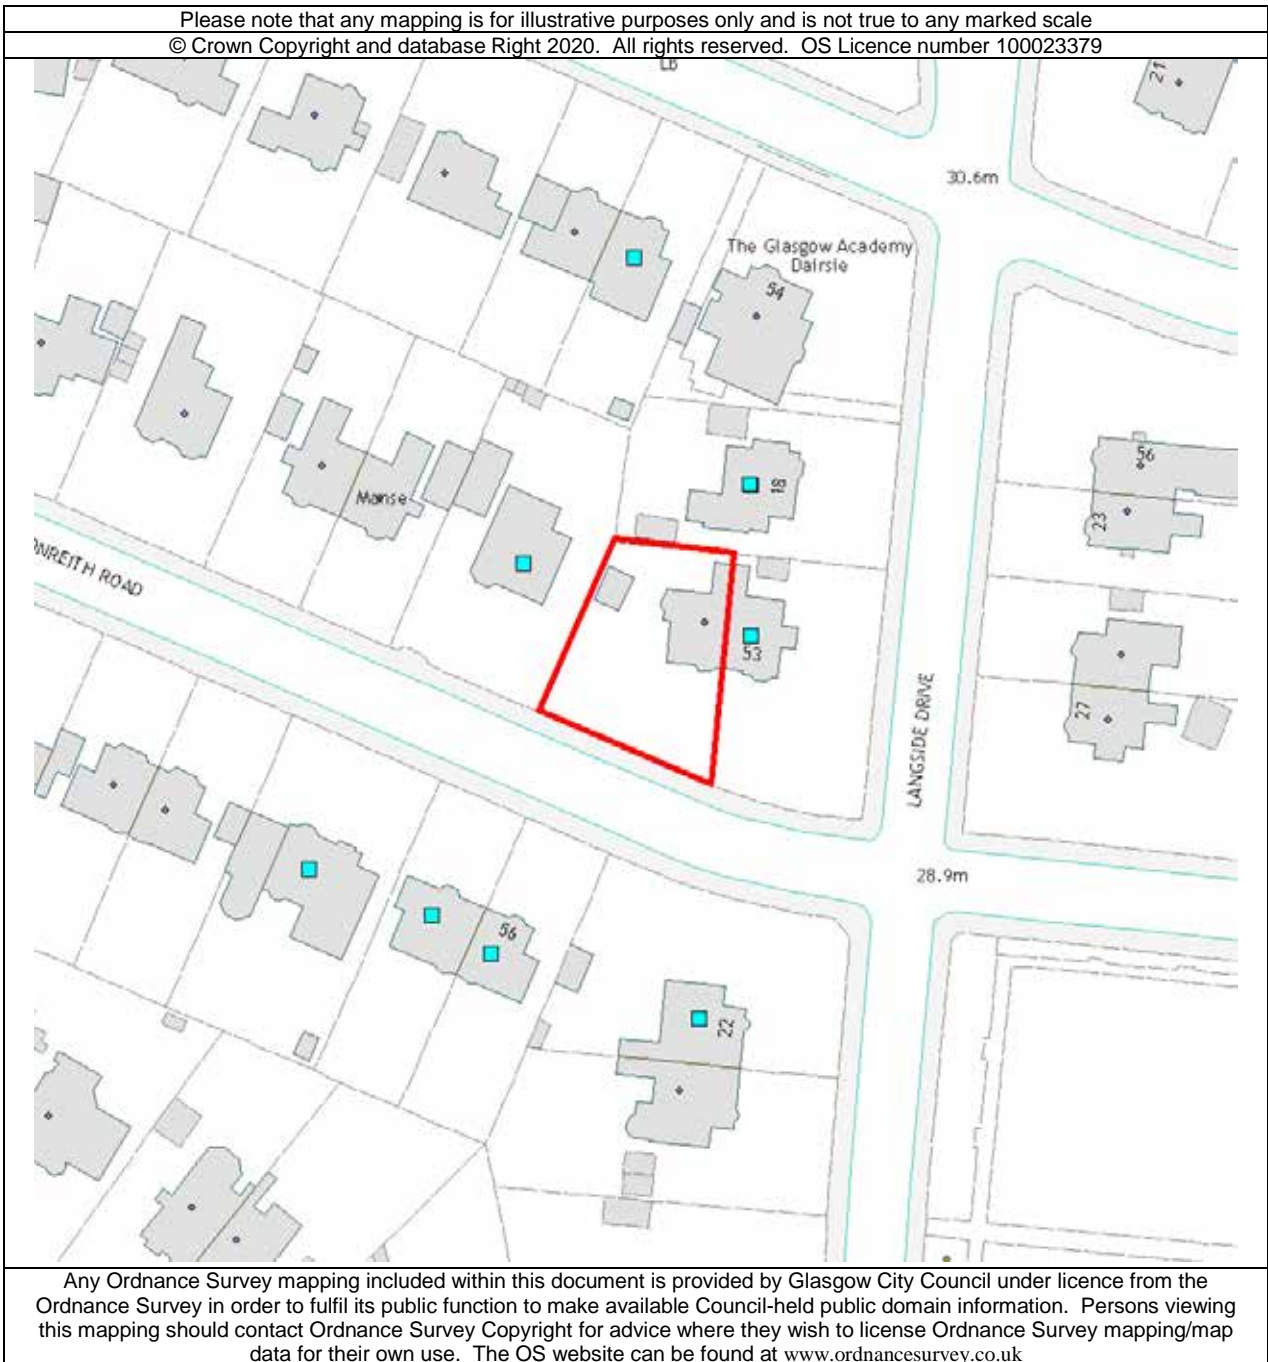 Please note that any mapping is for illustrative purposes only and is not true to any marked scale
© Crown Copyright and database Right 2020. All rights reserved. OS Licence number 100023379
LB
21
30.6m
The Glasgow Academy
Dairsie
54
56
18
Manse
23
ONREITH ROAD
53
27
LANGSIDE DRIVE
28.9m
56
22
Any Ordnance Survey mapping included within this document is provided by Glasgow City Council under licence from the
Ordnance Survey in order to fulfil its public function to make available Council-held public domain information. Persons viewing
this mapping should contact Ordnance Survey Copyright for advice where they wish to license Ordnance Survey mapping/map
data for their own use. The OS website can be found at www.ordnancesurvey.co.uk